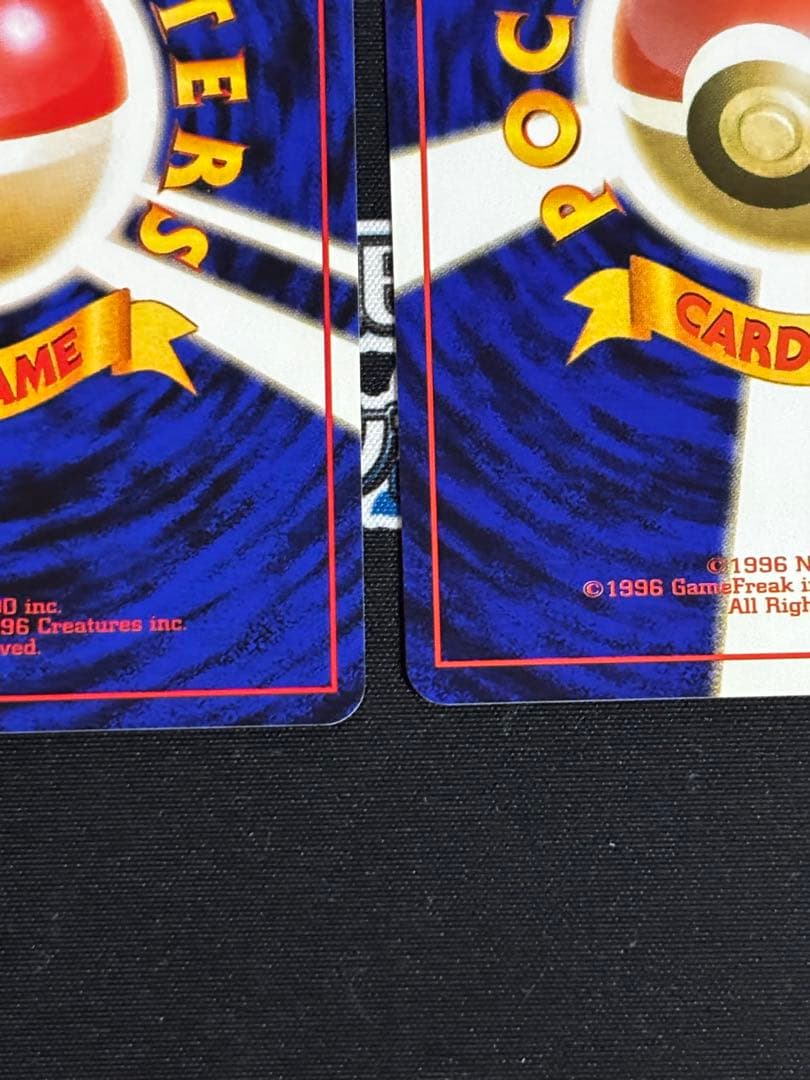 TERS
AME
0 inc.
96 Creatures inc.
ved.
POC
CARD
©1996 N
©1996 GameFreak i
All Righ